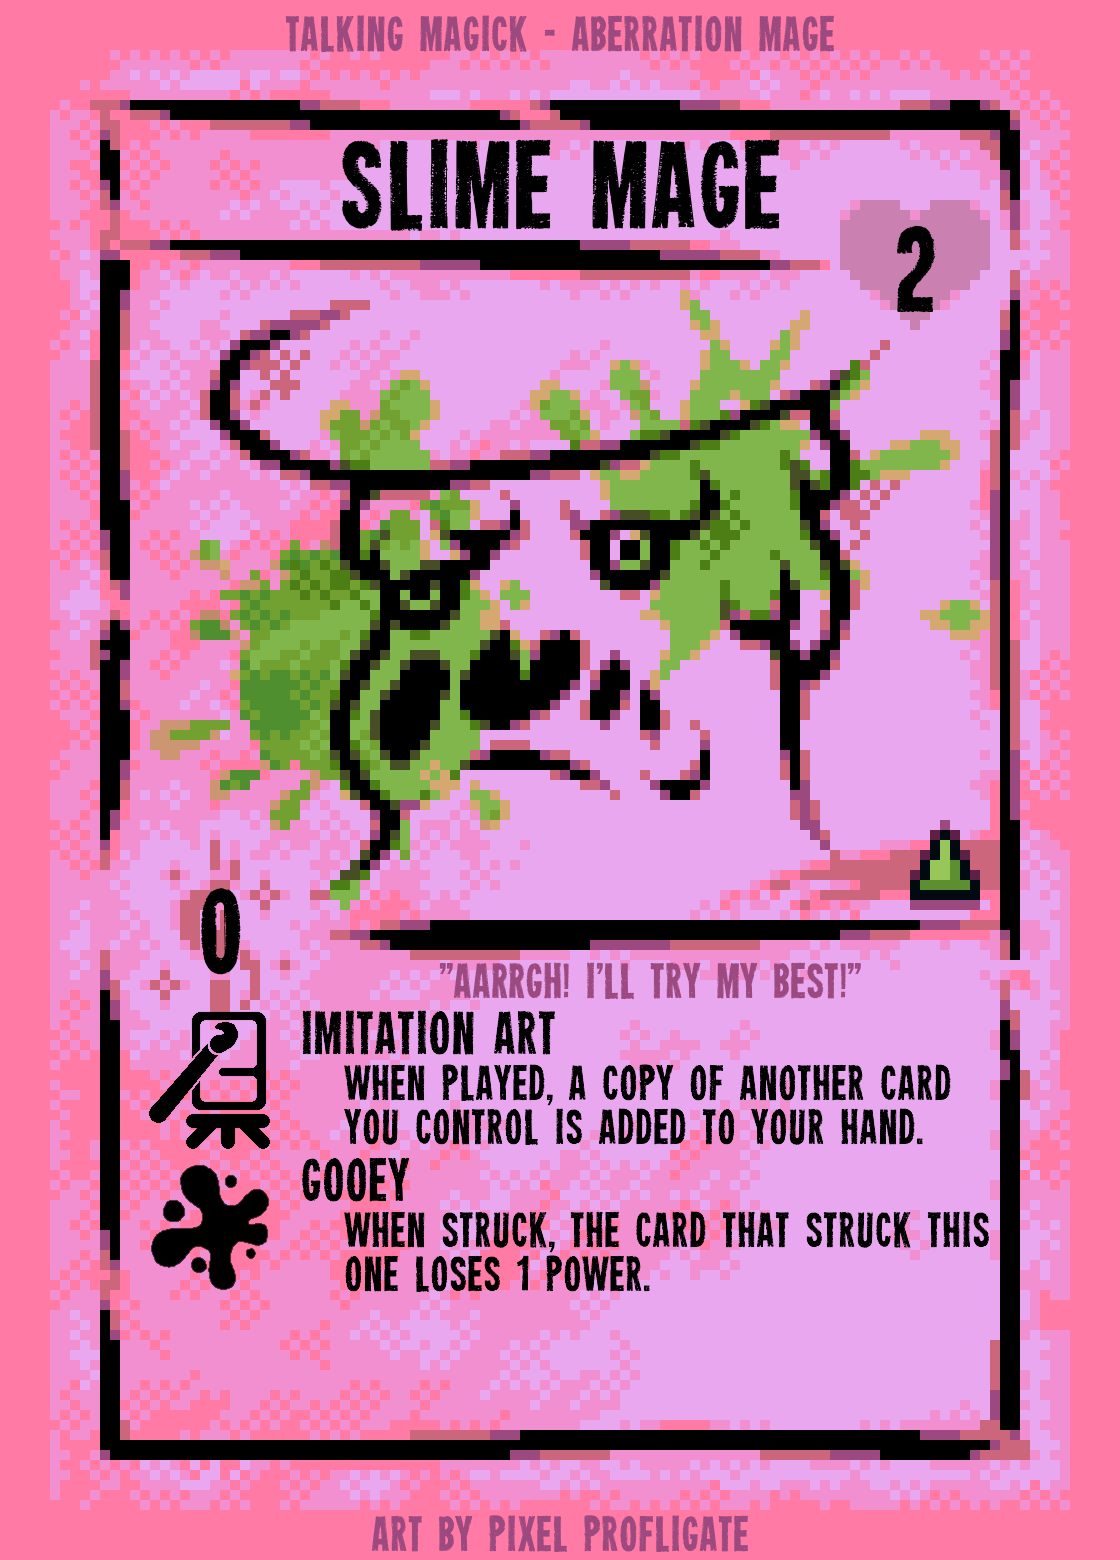 TALKING MAGICK - ABERRATION MAGE
SLIME MAGE
2
0
"AARRGH! I'LL TRY MY BEST!"
IMITATION ART
WHEN PLAYED, A COPY OF ANOTHER CARD
YOU CONTROL IS ADDED TO YOUR HAND.
GOOEY
WHEN STRUCK, THE CARD THAT STRUCK THIS
ONE LOSES 1 POWER.
ART BY PIXEL PROFLIGATE